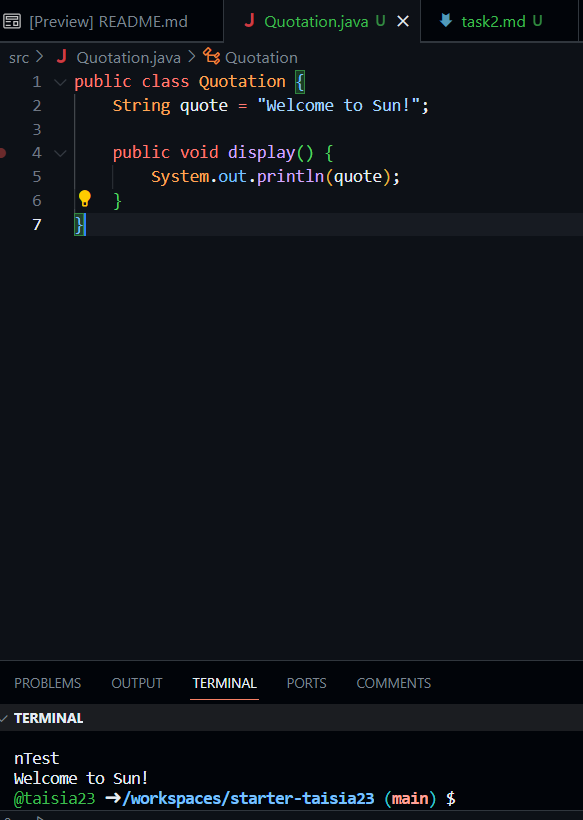 [Preview] README.md
J Quotation.java U
task2.md U
src > J Quotation.java > Quotation
1 public class Quotation {
2 String quote = "Welcome to Sun!";
3
4 public void display() {
5 System.out.println(quote);
6 }
7 }
PROBLEMS OUTPUT TERMINAL PORTS COMMENTS
TERMINAL
nTest
Welcome to Sun!
@taisia23 ➜/workspaces/starter-taisia23 (main) $